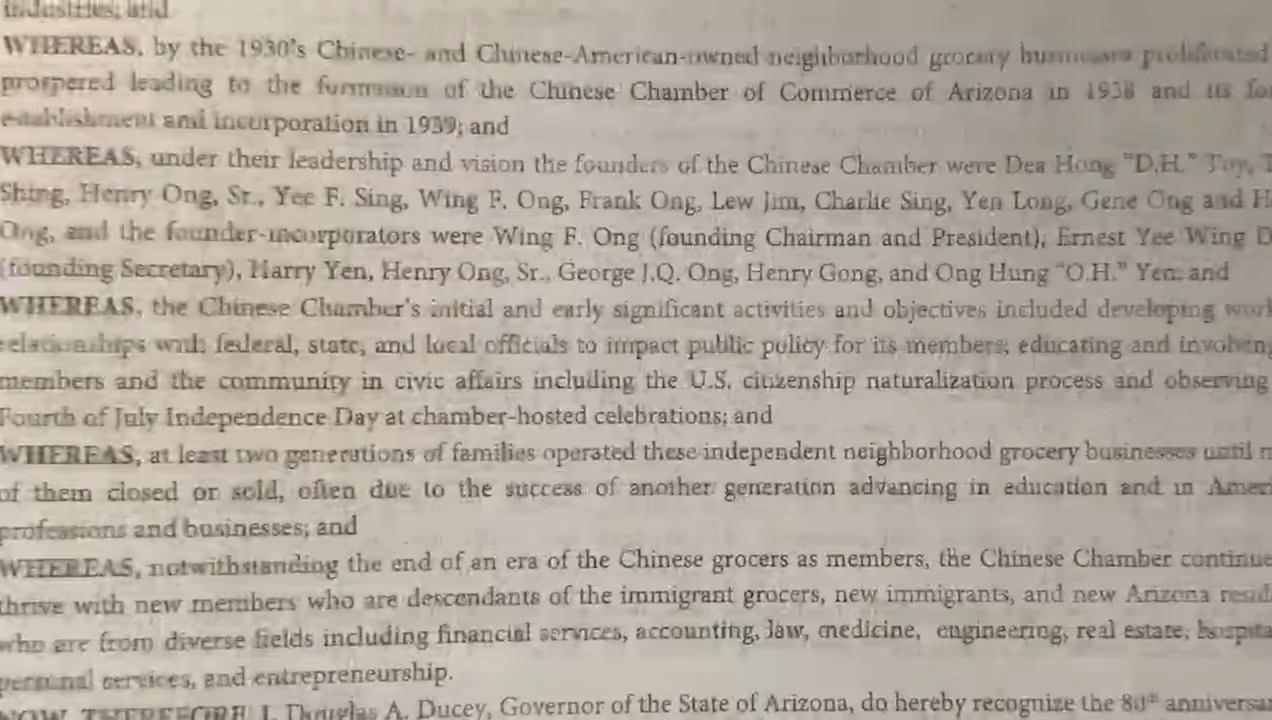 industries; and
WHEREAS, by the 1930's Chinese- and Chinese-American-owned neighborhood grocery businesses proliferated
prospered leading to the formation of the Chinese Chamber of Commerce of Arizona in 1938 and its
establishment and incorporation in 1939; and
WHEREAS, under their leadership and vision the founders of the Chinese Chamber were Dea Hong "D.H." Toy,
Shing, Henry Ong, Sr., Yee F. Sing, Wing F. Ong, Frank Ong, Lew Jim, Charlie Sing, Yen Long, Gene Ong and
Ong, and the founder-incorporators were Wing F. Ong (founding Chairman and President), Ernest Yee Wing
(founding Secretary), Harry Yen, Henry Ong, Sr., George J.Q. Ong, Henry Gong, and Ong Hung "O.H." Yen; and
WHEREAS, the Chinese Chamber's initial and early significant activities and objectives included developing
relationships with federal, state, and local officials to impact public policy for its members, educating and
members and the community in civic affairs including the U.S. citizenship naturalization process and observing
Fourth of July Independence Day at chamber-hosted celebrations; and
WHEREAS, at least two generations of families operated these independent neighborhood grocery businesses until
of them closed or sold, often due to the success of another generation advancing in education and in
professions and businesses; and
WHEREAS, notwithstanding the end of an era of the Chinese grocers as members, the Chinese Chamber continue
thrive with new members who are descendants of the immigrant grocers, new immigrants, and new Arizona
who are from diverse fields including financial services, accounting, law, medicine, engineering, real estate,
personal services, and entrepreneurship.
NOW, THEREFORE, I, Douglas A. Ducey, Governor of the State of Arizona, do hereby recognize the 80th